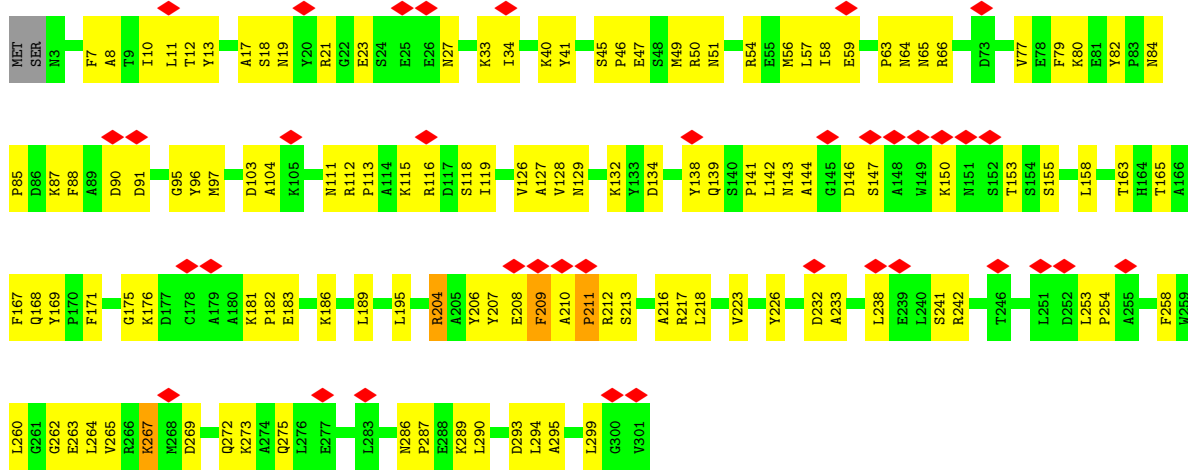 MET SER N3 F7 A8 T9 I10 L11 T12 Y13 A17 S18 N19 Y20 R21 G22 E23 S24 E25 E26 N27 K33 I34 K40 Y41 S45 P46 E47 S48 M49 R50 N51 R54 E55 M56 L57 I58 E59 P63 N64 N65 R66 D73 V77 E78 F79 K80 E81 Y82 P83 N84
P85 D86 K87 F88 A89 D90 D91 G95 Y96 M97 D103 A104 K105 N111 R112 P113 A114 K115 R116 D117 S118 I119 V126 A127 V128 N129 K132 Y133 D134 Y138 Q139 S140 P141 L142 N143 A144 G145 D146 S147 A148 W149 K150 N151 S152 T153 S154 S155 L158 T163 H164 T165 A166
F167 Q168 Y169 P170 F171 G175 K176 D177 C178 A179 A180 K181 P182 E183 K186 L189 L195 R204 A205 Y206 Y207 E208 F209 A210 P211 R212 S213 A216 R217 L218 V223 Y226 D232 A233 L238 E239 L240 S241 R242 T246 L251 D252 L253 P254 A255 F258 W259
L260 G261 G262 E263 L264 V265 R266 K267 M268 D269 Q272 K273 A274 Q275 L276 E277 L283 N286 P287 E288 K289 L290 D293 L294 A295 L299 G300 V301